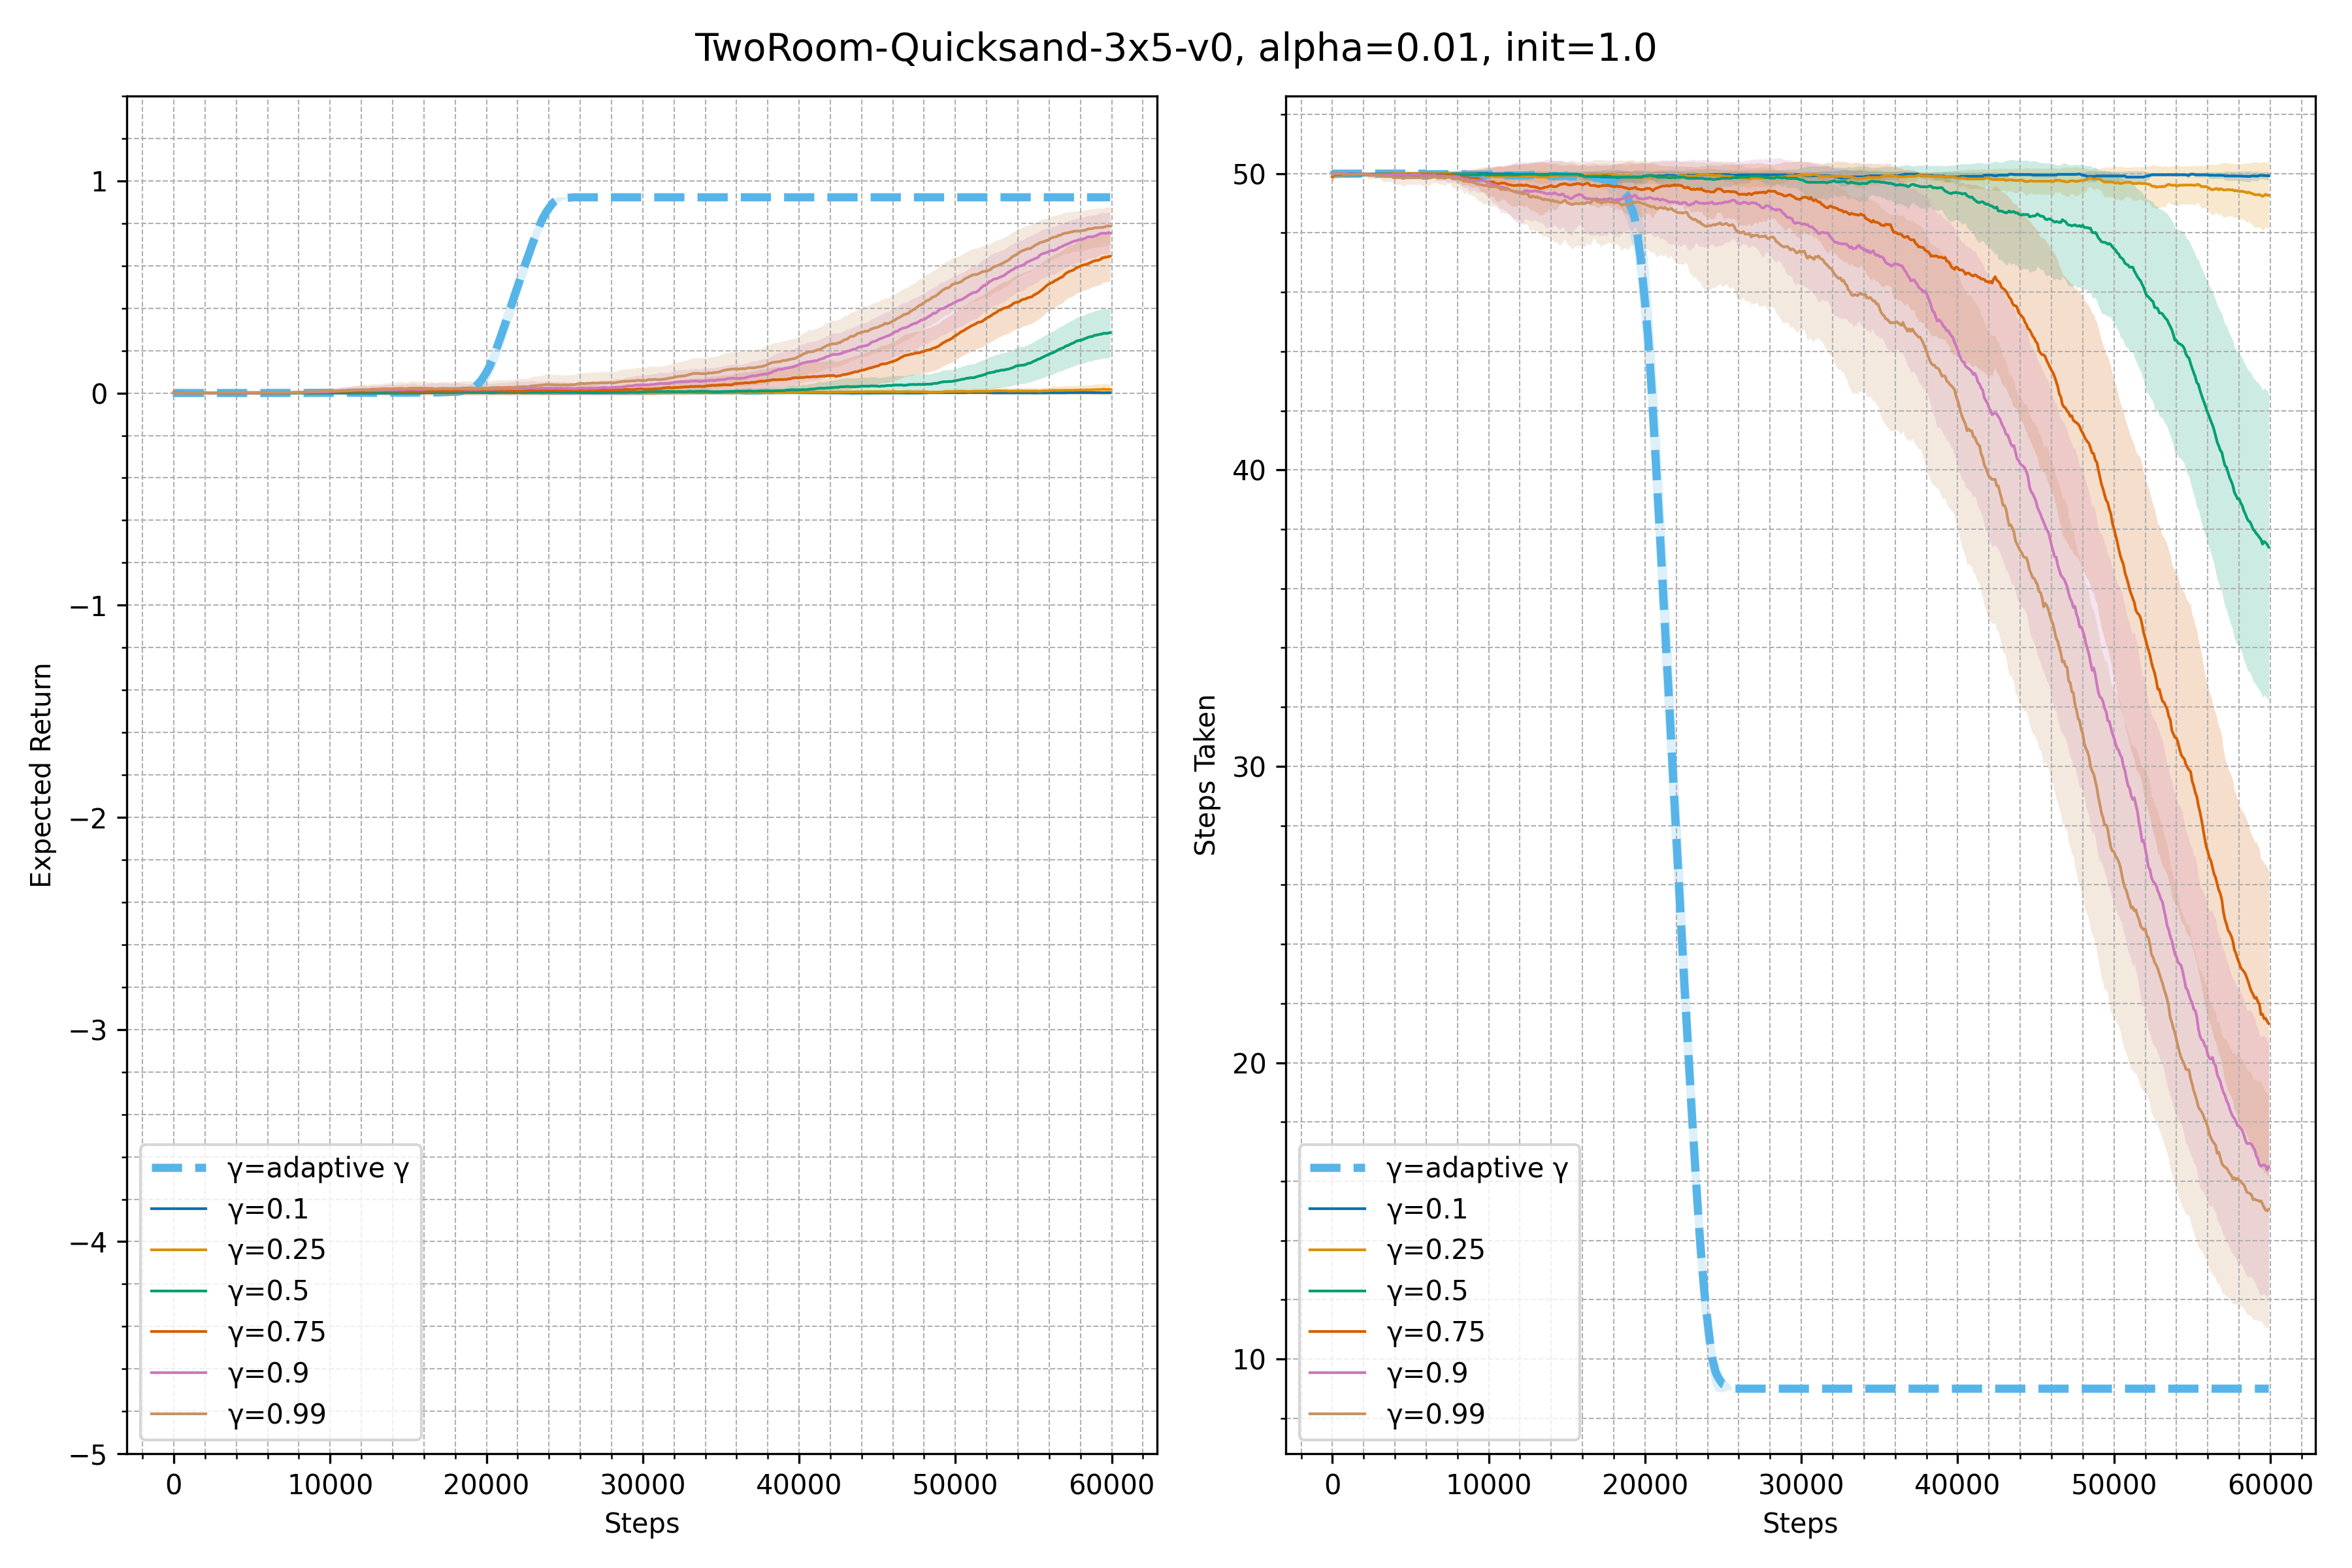 TwoRoom-Quicksand-3x5-v0, alpha=0.01, init=1.0
Expected Return
1
0
−1
−2
−3
−4
−5
γ=adaptive γ
γ=0.1
γ=0.25
γ=0.5
γ=0.75
γ=0.9
γ=0.99
0 10000 20000 30000 40000 50000 60000
Steps
Steps Taken
50
40
30
20
10
γ=adaptive γ
γ=0.1
γ=0.25
γ=0.5
γ=0.75
γ=0.9
γ=0.99
0 10000 20000 30000 40000 50000 60000
Steps